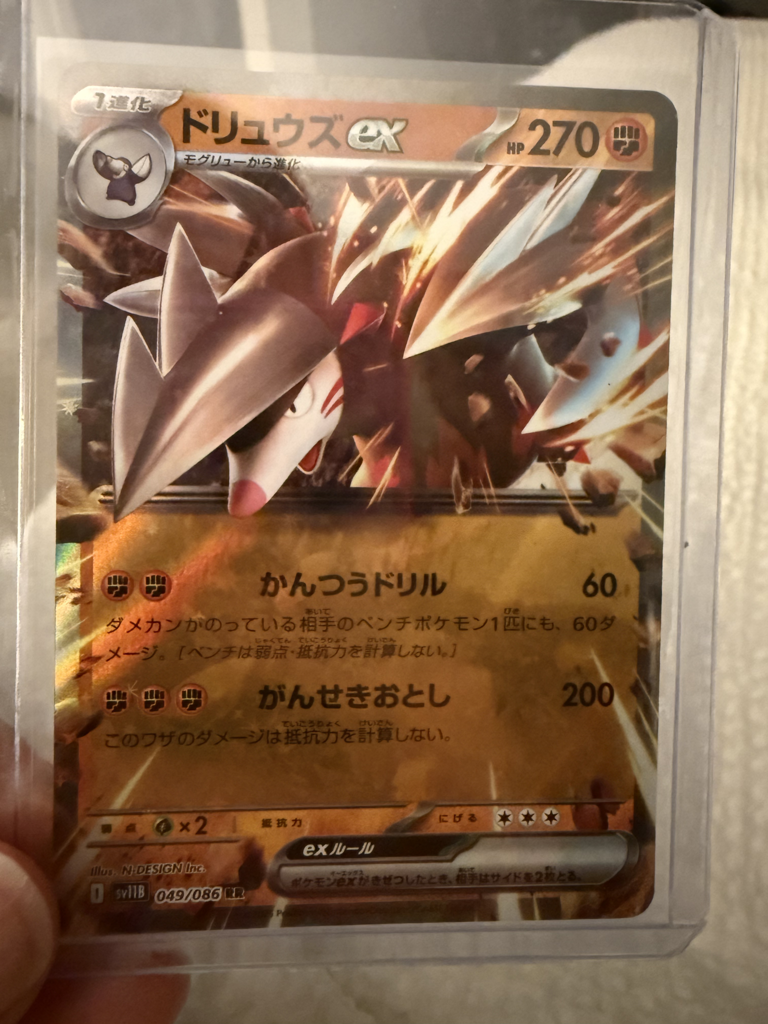 1進化
ドリュウズex
HP 270
モグリューから進化
かんつうドリル 60
ダメカンがのっている相手のベンチポケモン1匹にも、60ダ
メージ。[ベンチは弱点・抵抗力を計算しない。]
がんせきおとし 200
このワザのダメージは抵抗力を計算しない。
弱点 ×2 抵抗力 にげる
exルール
ポケモンexがきぜつしたとき、相手はサイドを2枚とる。
Illus. N-DESIGN Inc.
I sv11B 049/086 RR